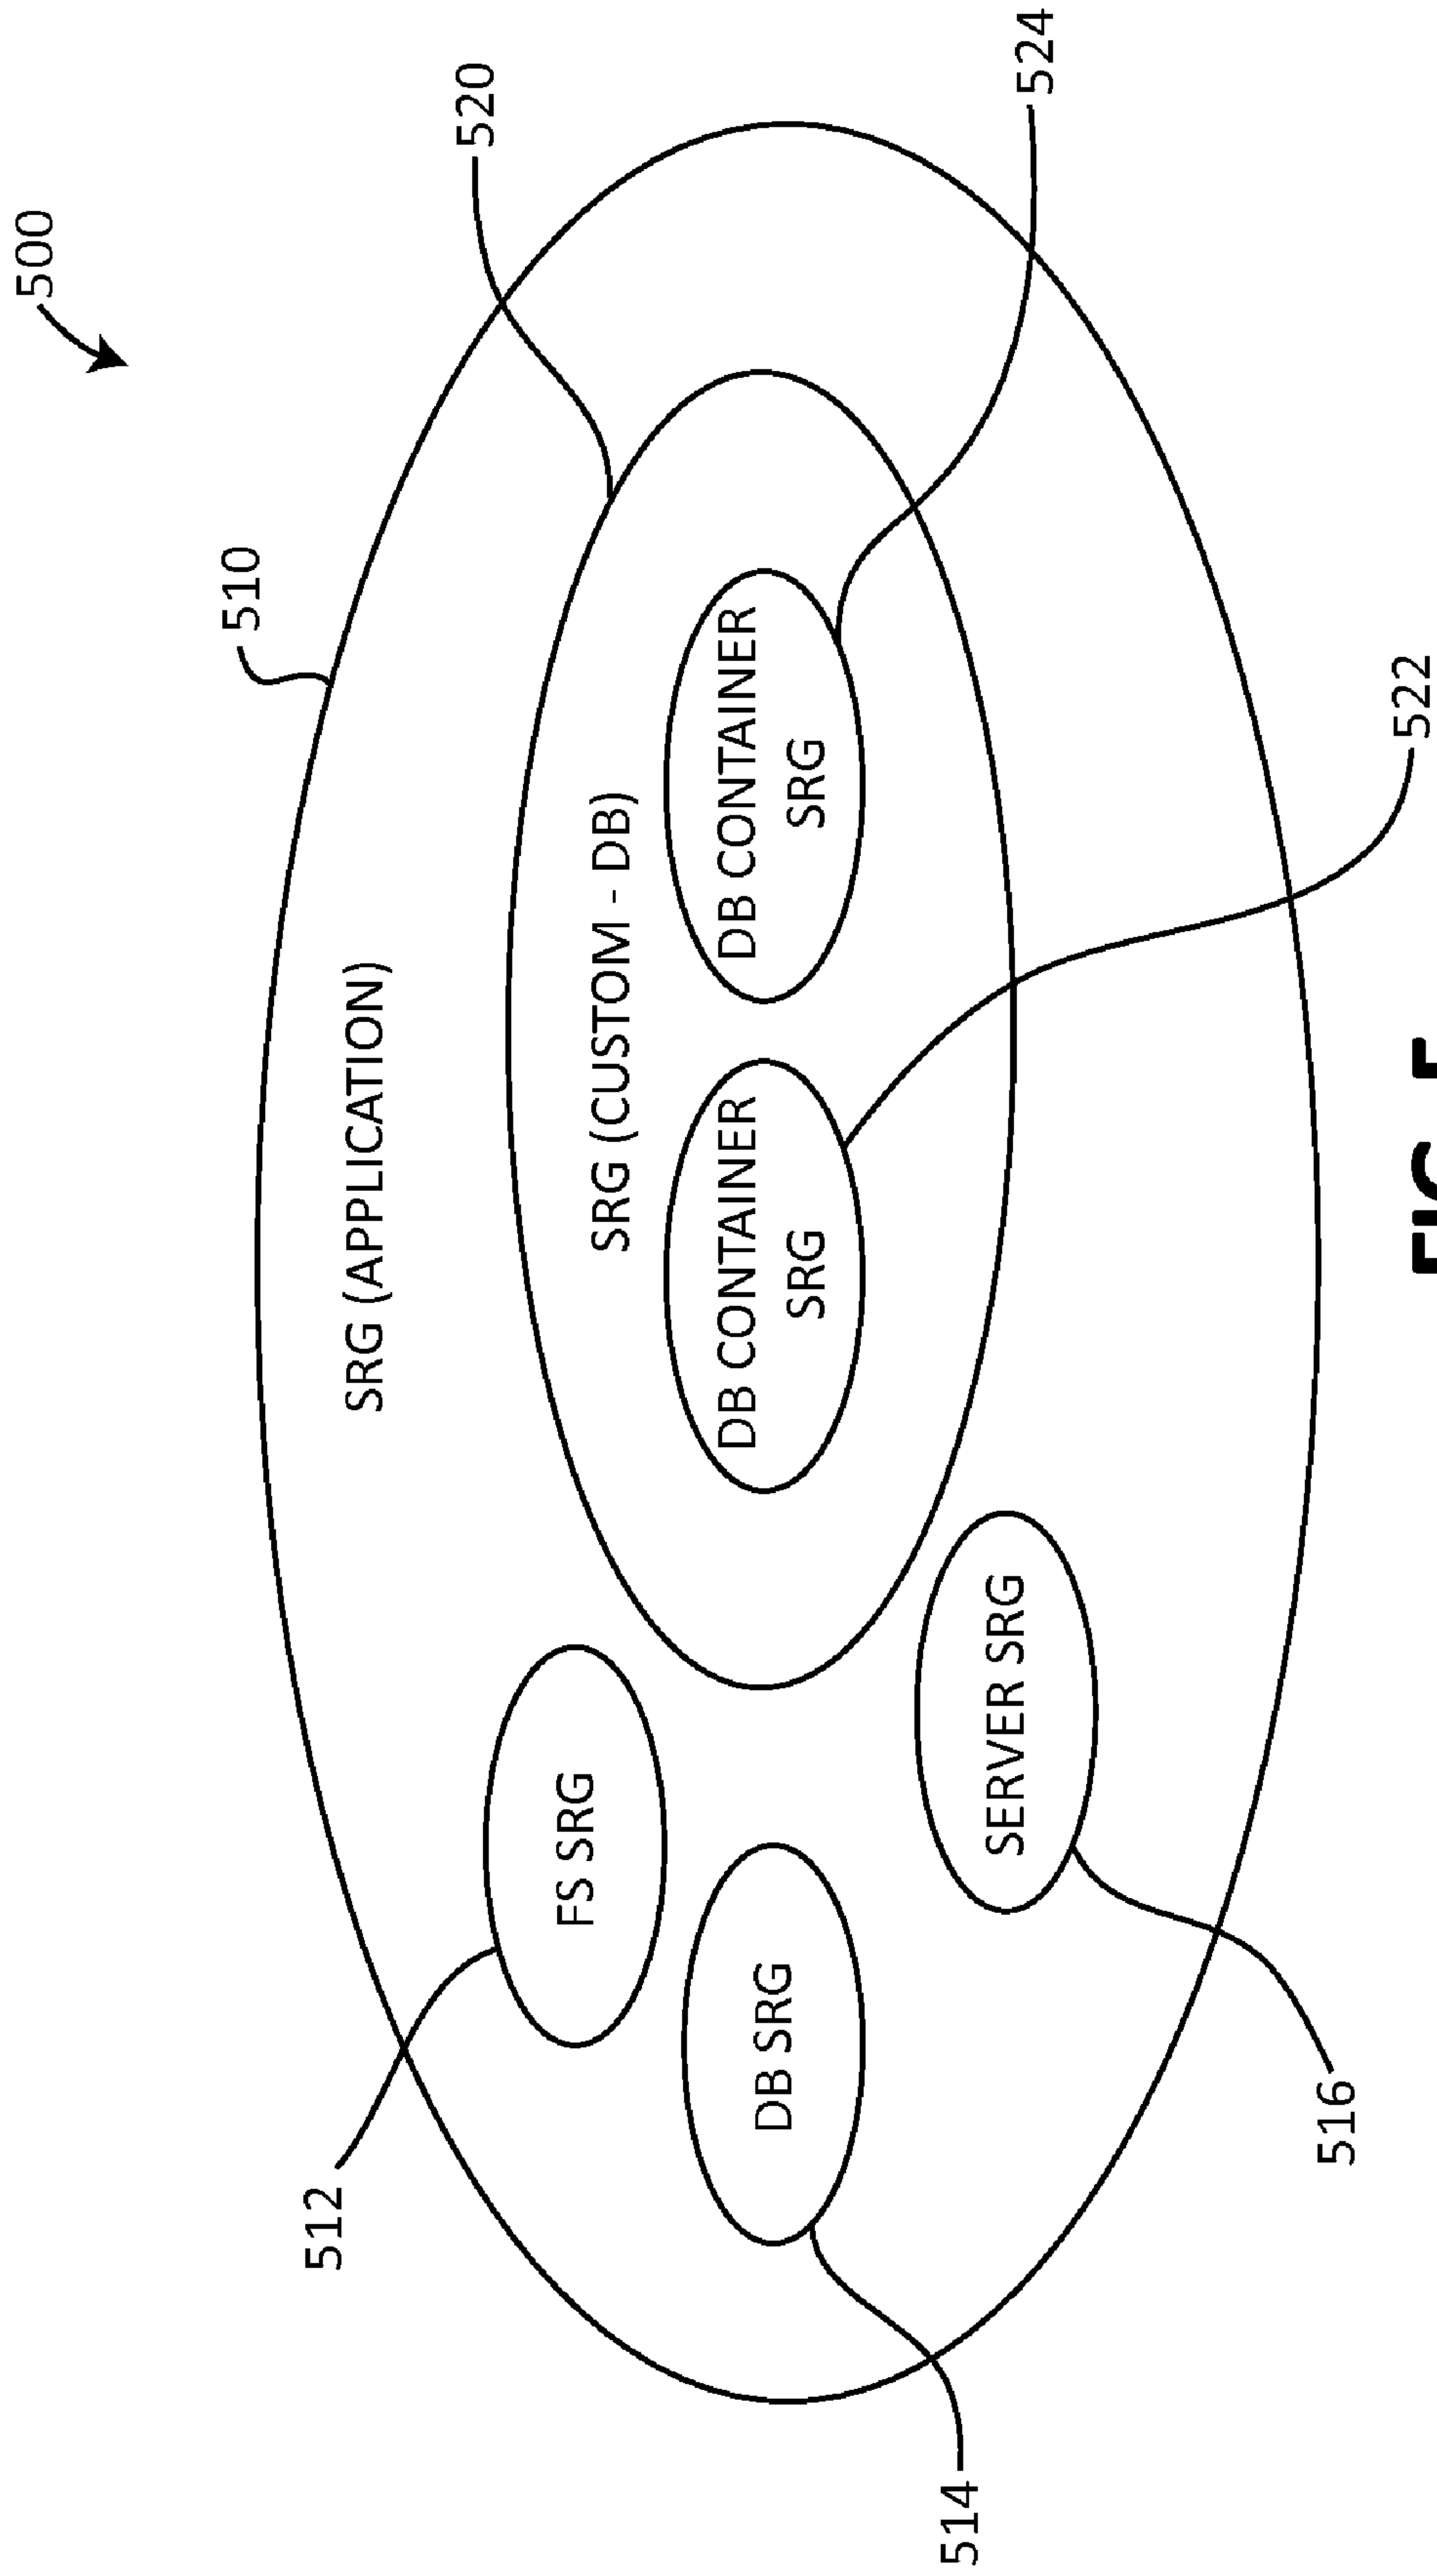 500
510
520
SRG (APPLICATION)
512
524
SRG (CUSTOM - DB)
FS SRG
DB CONTAINER
SRG
DB CONTAINER
SRG
DB SRG
SERVER SRG
514
516
522